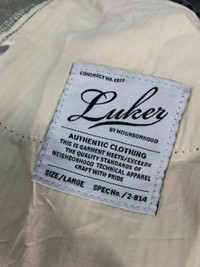 CONTRACT No.1977
Luker
BY NEIGHBORHOOD
AUTHENTIC CLOTHING
THIS IS GARMENT MEETS/EXCEEDS
THE QUALITY STANDARDS OF
NEIGHBORHOOD TECHNICAL APPAREL
CRAFT WITH PRIDE
SIZE/LARGE SPEC No./2-814